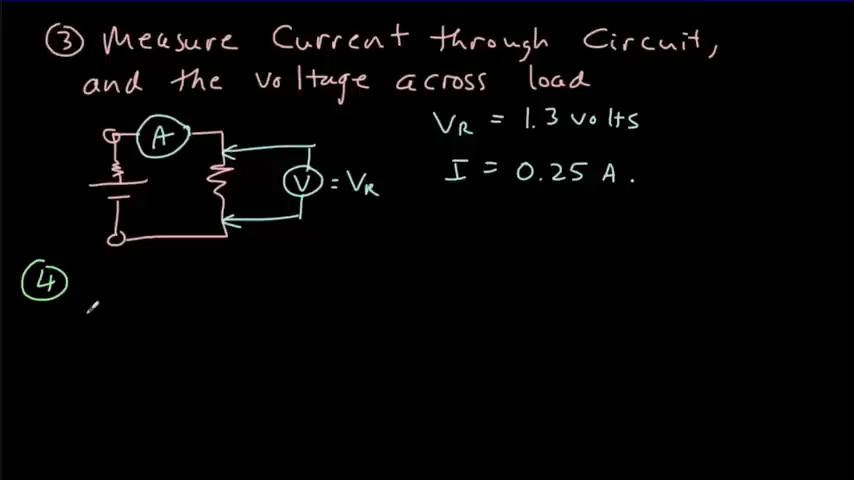 ③ Measure Current through Circuit,
and the voltage across load
VR = 1.3 volts
A
I = 0.25 A.
V = VR
④